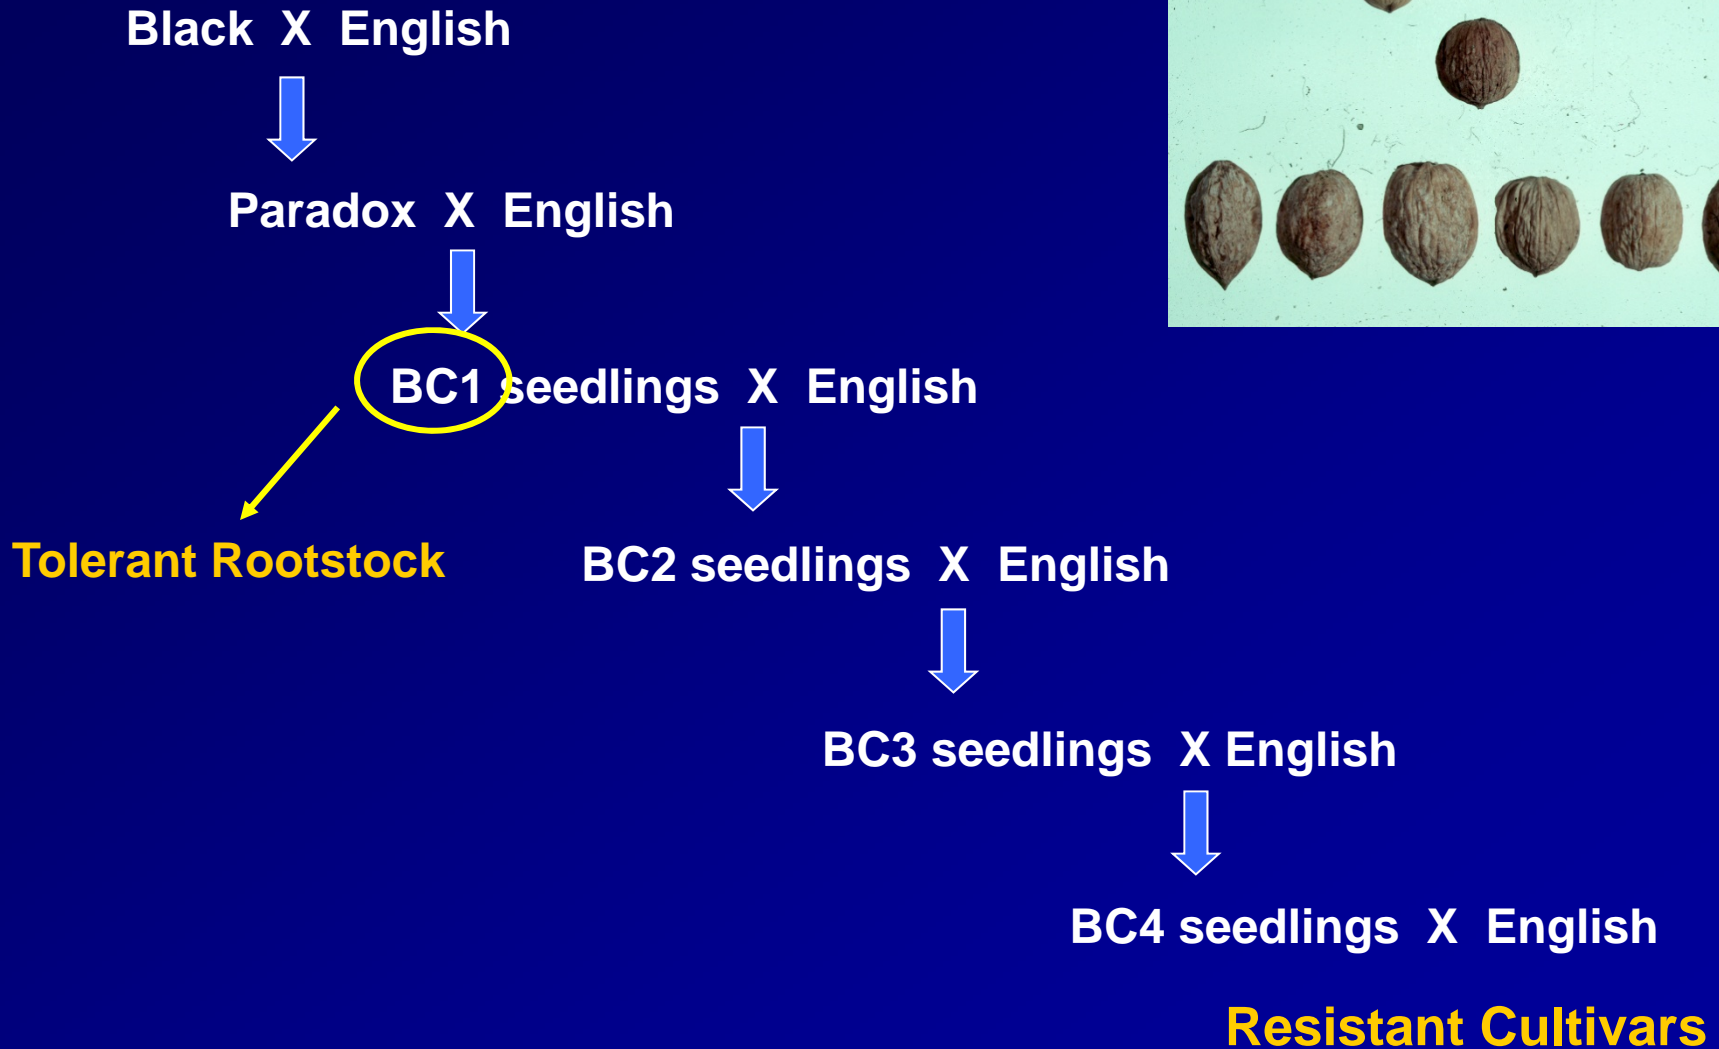 Black X English
Paradox X English
BC1 seedlings X English
Tolerant Rootstock
BC2 seedlings X English
BC3 seedlings X English
BC4 seedlings X English
Resistant Cultivars